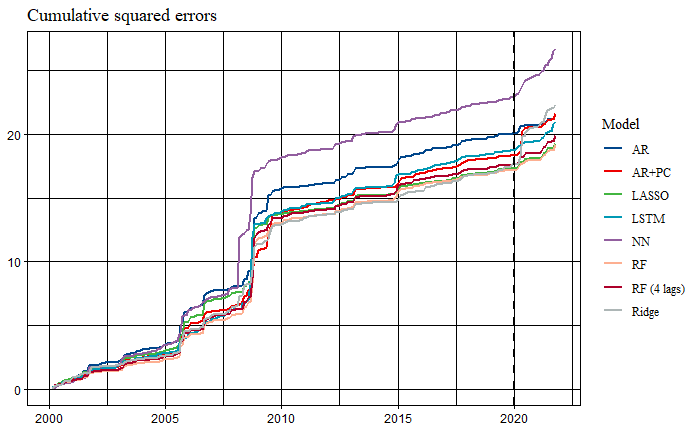 Cumulative squared errors
20
10
0
2000
2005
2010
2015
2020
Model
AR
AR+PC
LASSO
LSTM
NN
RF
RF (4 lags)
Ridge